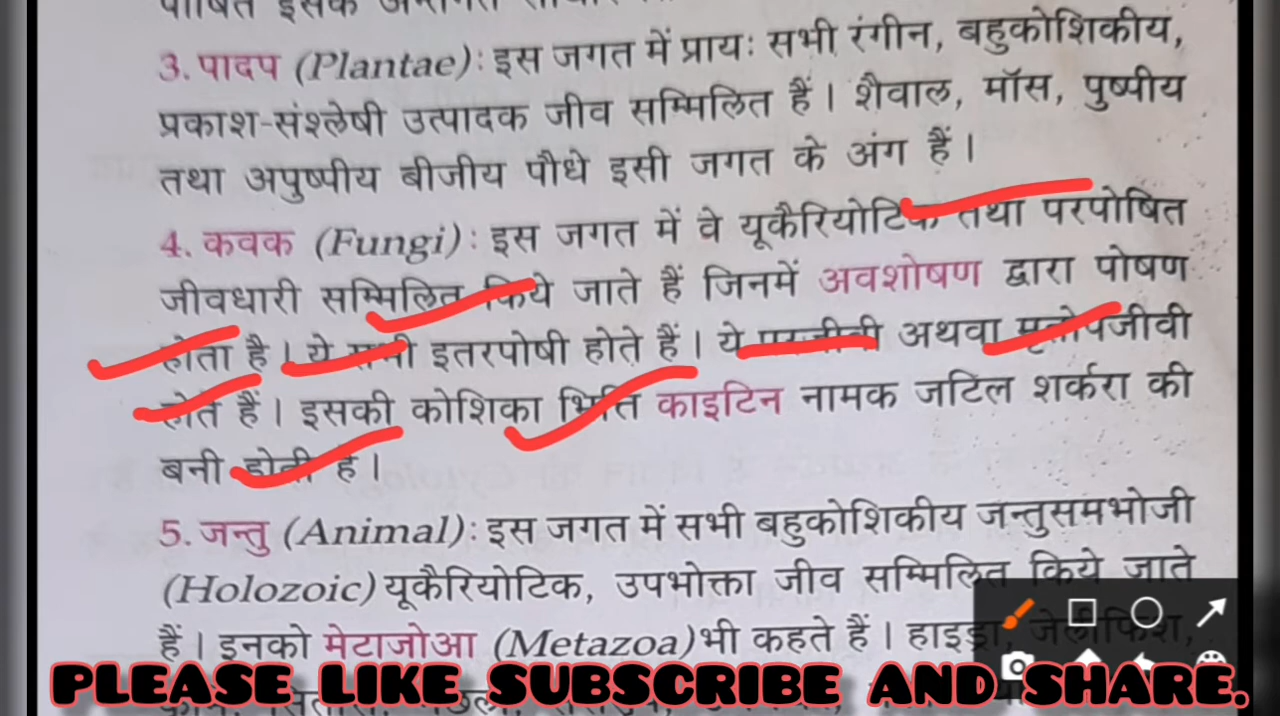 3. पादप (Plantae): इस जगत में प्रायः सभी रंगीन, बहुकोशिकीय,
प्रकाश-संश्लेषी उत्पादक जीव सम्मिलित हैं। शैवाल, मॉस, पुष्पीय
तथा अपुष्पीय बीजीय पौधे इसी जगत के अंग हैं।
4. कवक (Fungi): इस जगत में वे यूकैरियोटिक तथा परपोषित
जीवधारी सम्मिलित किये जाते हैं जिनमें अवशोषण द्वारा पोषण
होता है। ये सभी इतरपोषी होते हैं। ये परजीवी अथवा मृतोपजीवी
होते हैं। इसकी कोशिका भित्ति काइटिन नामक जटिल शर्करा की
बनी होती है।
5. जन्तु (Animal): इस जगत में सभी बहुकोशिकीय जन्तुसमभोजी
(Holozoic) यूकैरियोटिक, उपभोक्ता जीव सम्मिलित किये जाते
हैं। इनको मेटाजोआ (Metazoa) भी कहते हैं। हाइड्रा, जेलीफिश,
PLEASE LIKE SUBSCRIBE AND SHARE.